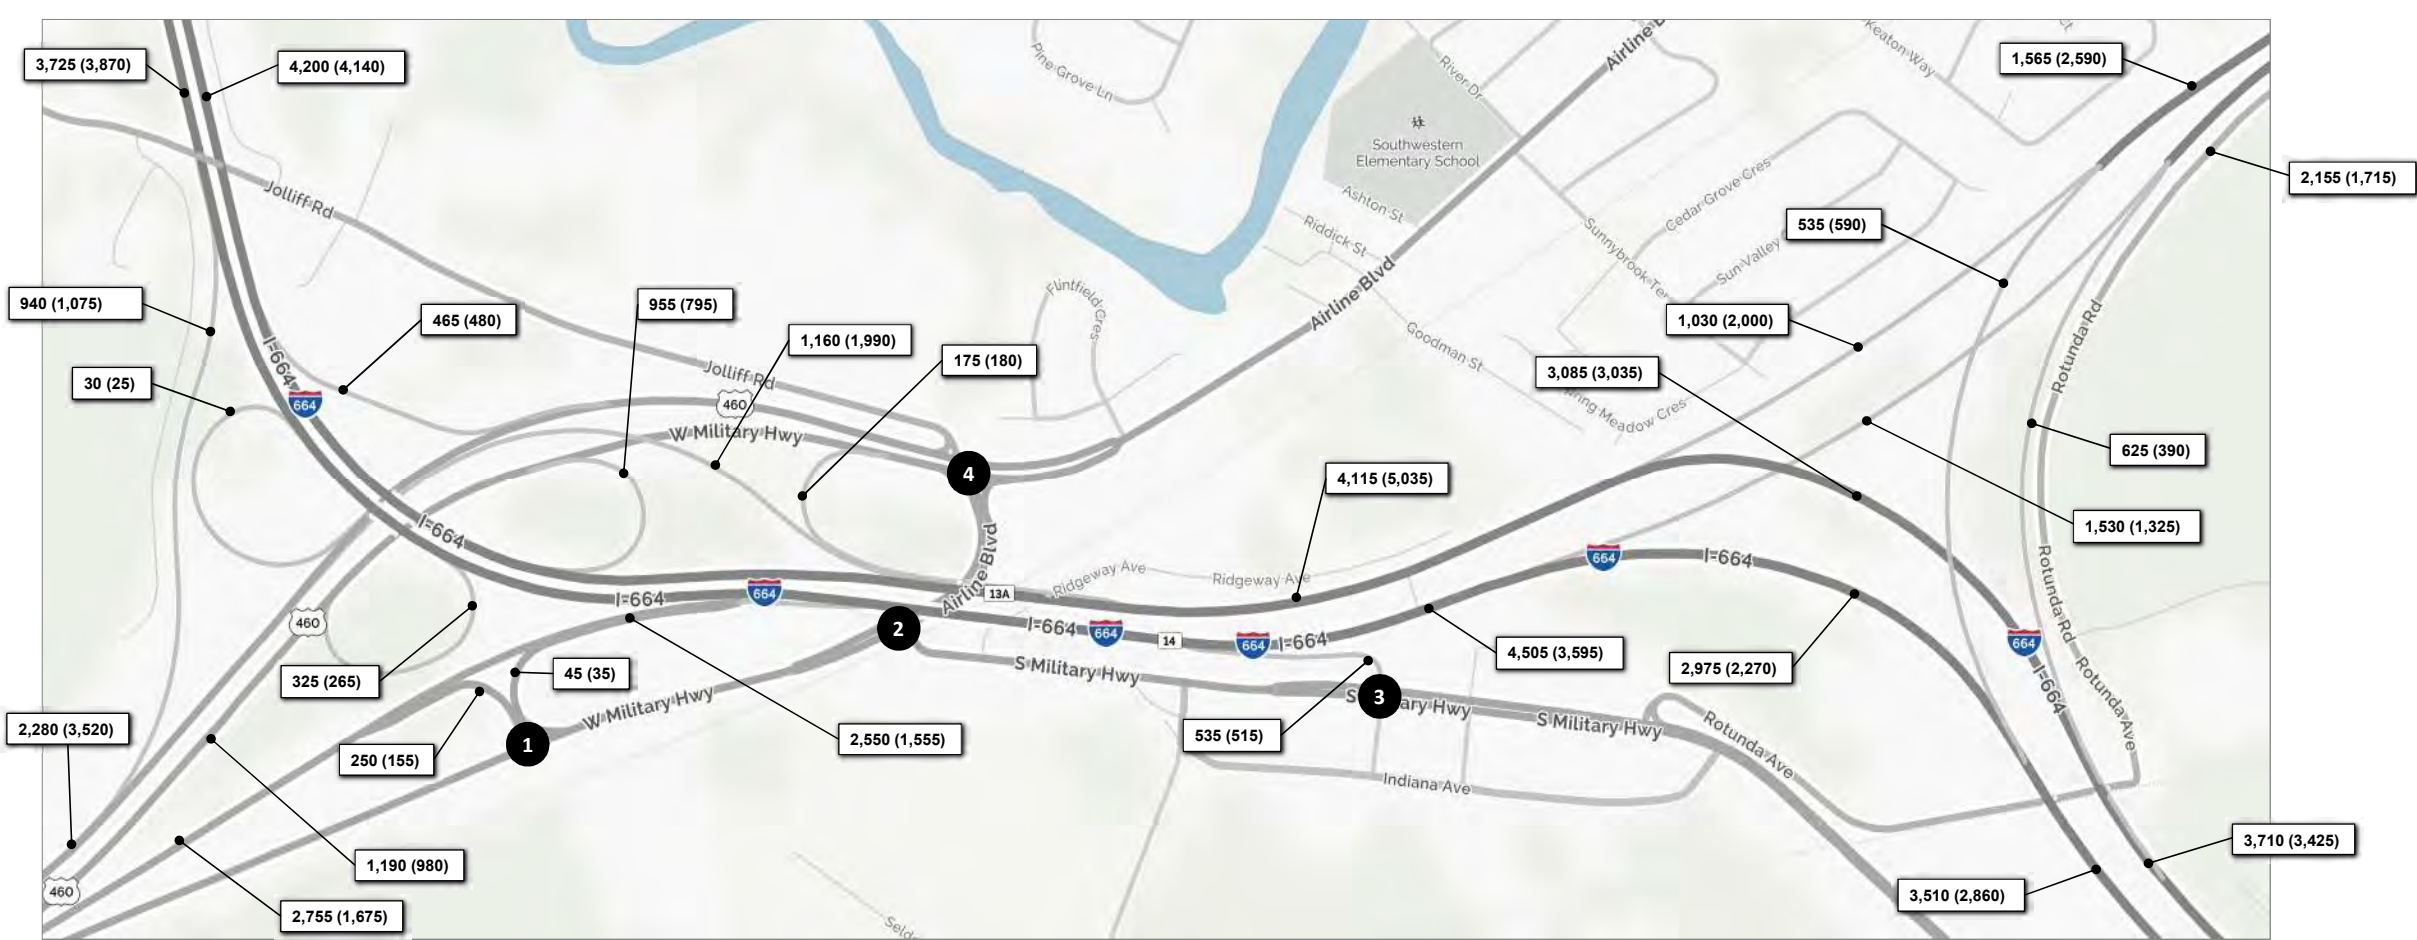 3,725 (3,870)
4,200 (4,140)
Pine Grove Ln
River Dr
Keaton Way
Ct
1,565 (2,590)
Southwestern
Elementary School
2,155 (1,715)
Jolliff Rd
Ashton St
Riddick St
Cedar Grove Cres
535 (590)
Sunnybrook Ter
Sun Valley
940 (1,075)
465 (480)
955 (795)
1,160 (1,990)
175 (180)
Flintfield Cres
Airline Blvd
Goodman St
1,030 (2,000)
Rotunda Rd
30 (25)
I-664
664
Jolliff Rd
460
W Military Hwy
3,085 (3,035)
625 (390)
4
4,115 (5,035)
1,530 (1,325)
I-664
Airline Blvd
Airline Blvd
Ridgeway Ave
Ridgeway Ave
664
I-664
Rotunda Rd
I-664
664
13A
460
2
I-664
664
14
664
I-664
4,505 (3,595)
2,975 (2,270)
664
I-664
Rotunda Ave
325 (265)
45 (35)
S Military Hwy
535 (515)
3
S Military Hwy
Rotunda Ave
2,280 (3,520)
250 (155)
1
W Military Hwy
2,550 (1,555)
Indiana Ave
1,190 (980)
3,710 (3,425)
460
2,755 (1,675)
3,510 (2,860)